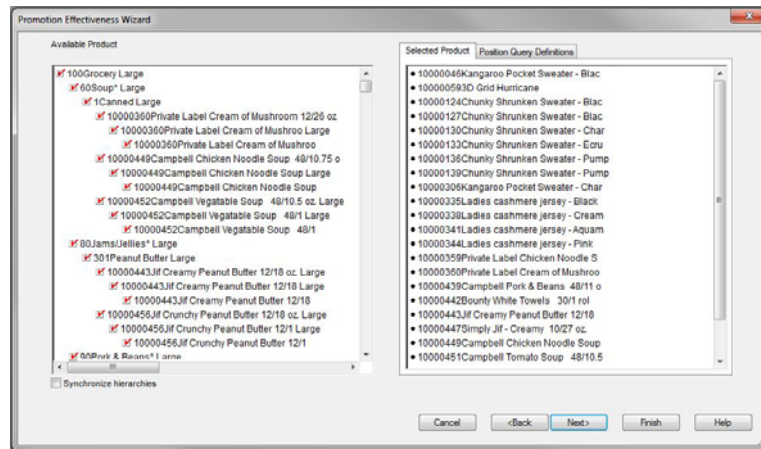 Promotion Effectiveness Wizard
Available Product
100Grocery Large
60Soup* Large
1Canned Large
10000360Private Label Cream of Mushroom 12/26 oz
10000360Private Label Cream of Mushroo Large
10000360Private Label Cream of Mushroo
10000449Campbell Chicken Noodle Soup 48/10.75 o
10000449Campbell Chicken Noodle Soup Large
10000449Campbell Chicken Noodle Soup
10000452Campbell Vegatable Soup 48/10.5 oz. Large
10000452Campbell Vegatable Soup 48/1 Large
10000452Campbell Vegatable Soup 48/1
80Jams/Jellies* Large
301Peanut Butter Large
10000443Jif Creamy Peanut Butter 12/18 oz. Large
10000443Jif Creamy Peanut Butter 12/18 Large
10000443Jif Creamy Peanut Butter 12/18
10000456Jif Crunchy Peanut Butter 12/18 oz. Large
10000456Jif Crunchy Peanut Butter 12/1 Large
10000456Jif Crunchy Peanut Butter 12/1
90Pork & Beans* Large
Synchronize hierarchies
Selected Product
Position Query Definitions
10000046Kangaroo Pocket Sweater - Blac
100000593D Grid Hurricane
10000124Chunky Shrunken Sweater - Blac
10000127Chunky Shrunken Sweater - Blac
10000130Chunky Shrunken Sweater - Char
10000133Chunky Shrunken Sweater - Ecru
10000136Chunky Shrunken Sweater - Pump
10000139Chunky Shrunken Sweater - Pump
10000306Kangaroo Pocket Sweater - Char
10000335Ladies cashmere jersey - Black
10000338Ladies cashmere jersey - Cream
10000341Ladies cashmere jersey - Aquam
10000344Ladies cashmere jersey - Pink
10000359Private Label Chicken Noodle S
10000360Private Label Cream of Mushroo
10000439Campbell Pork & Beans 48/11 o
10000442Bounty White Towels 30/1 rol
10000443Jif Creamy Peanut Butter 12/18
10000447Simply Jif - Creamy 10/27 oz.
10000449Campbell Chicken Noodle Soup
10000451Campbell Tomato Soup 48/10.5
Cancel
<Back
Next>
Finish
Help